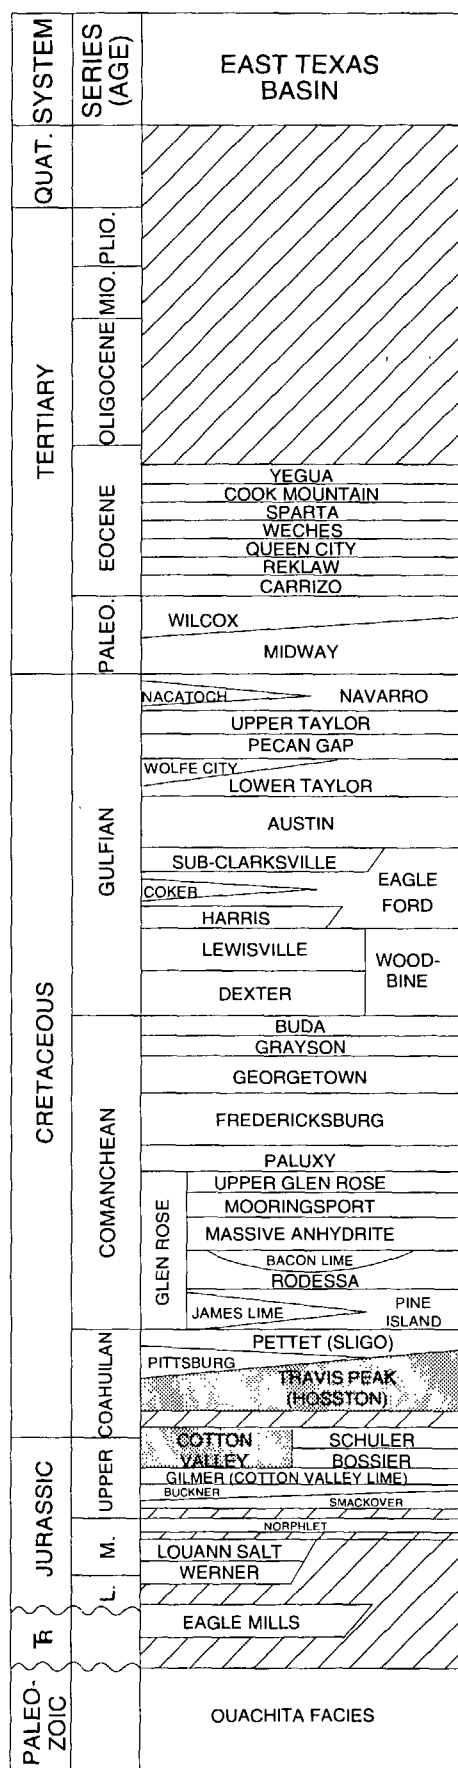 SYSTEM
SERIES
(AGE)
EAST TEXAS
BASIN
QUAT.
TERTIARY
PLIO.
MIO.
OLIGOCENE
EOCENE
YEGUA
COOK MOUNTAIN
SPARTA
WECHES
QUEEN CITY
REKLAW
CARRIZO
PALEO.
WILCOX
MIDWAY
CRETACEOUS
GULFIAN
NACATOCH
NAVARRO
UPPER TAYLOR
PECAN GAP
WOLFE CITY
LOWER TAYLOR
AUSTIN
SUB-CLARKSVILLE
COKER
HARRIS
EAGLE
FORD
LEWISVILLE
DEXTER
WOOD-
BINE
COMANCHEAN
BUDA
GRAYSON
GEORGETOWN
FREDERICKSBURG
PALUXY
GLEN ROSE
UPPER GLEN ROSE
MOORINGSPORT
MASSIVE ANHYDRITE
BACON LIME
RODESSA
JAMES LIME
PINE
ISLAND
COAHUILAN
PETTET (SLIGO)
PITTSBURG
TRAVIS PEAK
(HOSSTON)
JURASSIC
UPPER
COTTON
VALLEY
SCHULER
BOSSIER
GILMER (COTTON VALLEY LIME)
BUCKNER
SMACKOVER
NORPHLET
M.
LOUANN SALT
WERNER
L.
TR
EAGLE MILLS
PALEO-
ZOIC
OUACHITA FACIES